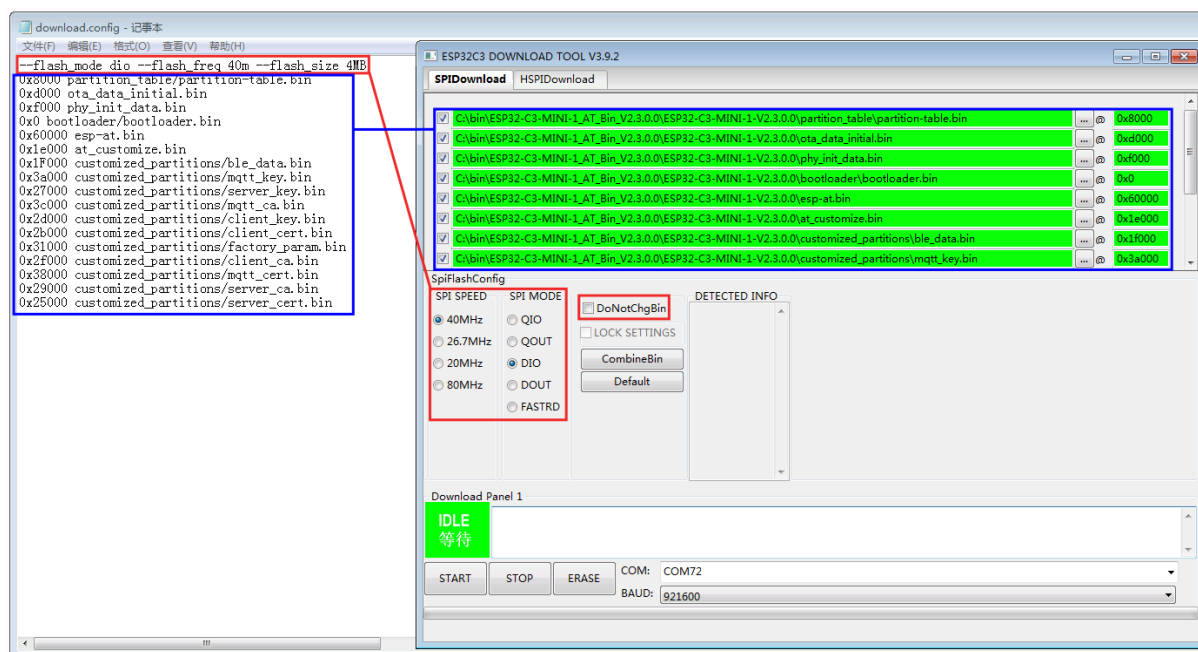 download.config - 记事本
文件(F) 编辑(E) 格式(O) 查看(V) 帮助(H)
--flash_mode dio --flash_freq 40m --flash_size 4MB
0x8000 partition_table/partition-table.bin
0xd000 ota_data_initial.bin
0xf000 phy_init_data.bin
0x0 bootloader/bootloader.bin
0x60000 esp-at.bin
0x1e000 at_customize.bin
0x1F000 customized_partitions/ble_data.bin
0x3a000 customized_partitions/mqtt_key.bin
0x27000 customized_partitions/server_key.bin
0x3c000 customized_partitions/mqtt_ca.bin
0x2d000 customized_partitions/client_key.bin
0x2b000 customized_partitions/client_cert.bin
0x31000 customized_partitions/factory_param.bin
0x2f000 customized_partitions/client_ca.bin
0x38000 customized_partitions/mqtt_cert.bin
0x29000 customized_partitions/server_ca.bin
0x25000 customized_partitions/server_cert.bin
ESP32C3 DOWNLOAD TOOL V3.9.2
SPIDownload HSPIDownload
C:\bin\ESP32-C3-MINI-1_AT_Bin_V2.3.0.0\ESP32-C3-MINI-1-V2.3.0.0\partition_table\partition-table.bin ... @ 0x8000
C:\bin\ESP32-C3-MINI-1_AT_Bin_V2.3.0.0\ESP32-C3-MINI-1-V2.3.0.0\ota_data_initial.bin ... @ 0xd000
C:\bin\ESP32-C3-MINI-1_AT_Bin_V2.3.0.0\ESP32-C3-MINI-1-V2.3.0.0\phy_init_data.bin ... @ 0xf000
C:\bin\ESP32-C3-MINI-1_AT_Bin_V2.3.0.0\ESP32-C3-MINI-1-V2.3.0.0\bootloader\bootloader.bin ... @ 0x0
C:\bin\ESP32-C3-MINI-1_AT_Bin_V2.3.0.0\ESP32-C3-MINI-1-V2.3.0.0\esp-at.bin ... @ 0x60000
C:\bin\ESP32-C3-MINI-1_AT_Bin_V2.3.0.0\ESP32-C3-MINI-1-V2.3.0.0\at_customize.bin ... @ 0x1e000
C:\bin\ESP32-C3-MINI-1_AT_Bin_V2.3.0.0\ESP32-C3-MINI-1-V2.3.0.0\customized_partitions\ble_data.bin ... @ 0x1f000
C:\bin\ESP32-C3-MINI-1_AT_Bin_V2.3.0.0\ESP32-C3-MINI-1-V2.3.0.0\customized_partitions\mqtt_key.bin ... @ 0x3a000
SpiFlashConfig
SPI SPEED SPI MODE DETECTED INFO
DoNotChgBin
40MHz QIO
LOCK SETTINGS
26.7MHz QOUT
20MHz DIO CombineBin
80MHz DOUT Default
FASTRD
Download Panel 1
IDLE
等待
START STOP ERASE
COM: COM72
BAUD: 921600